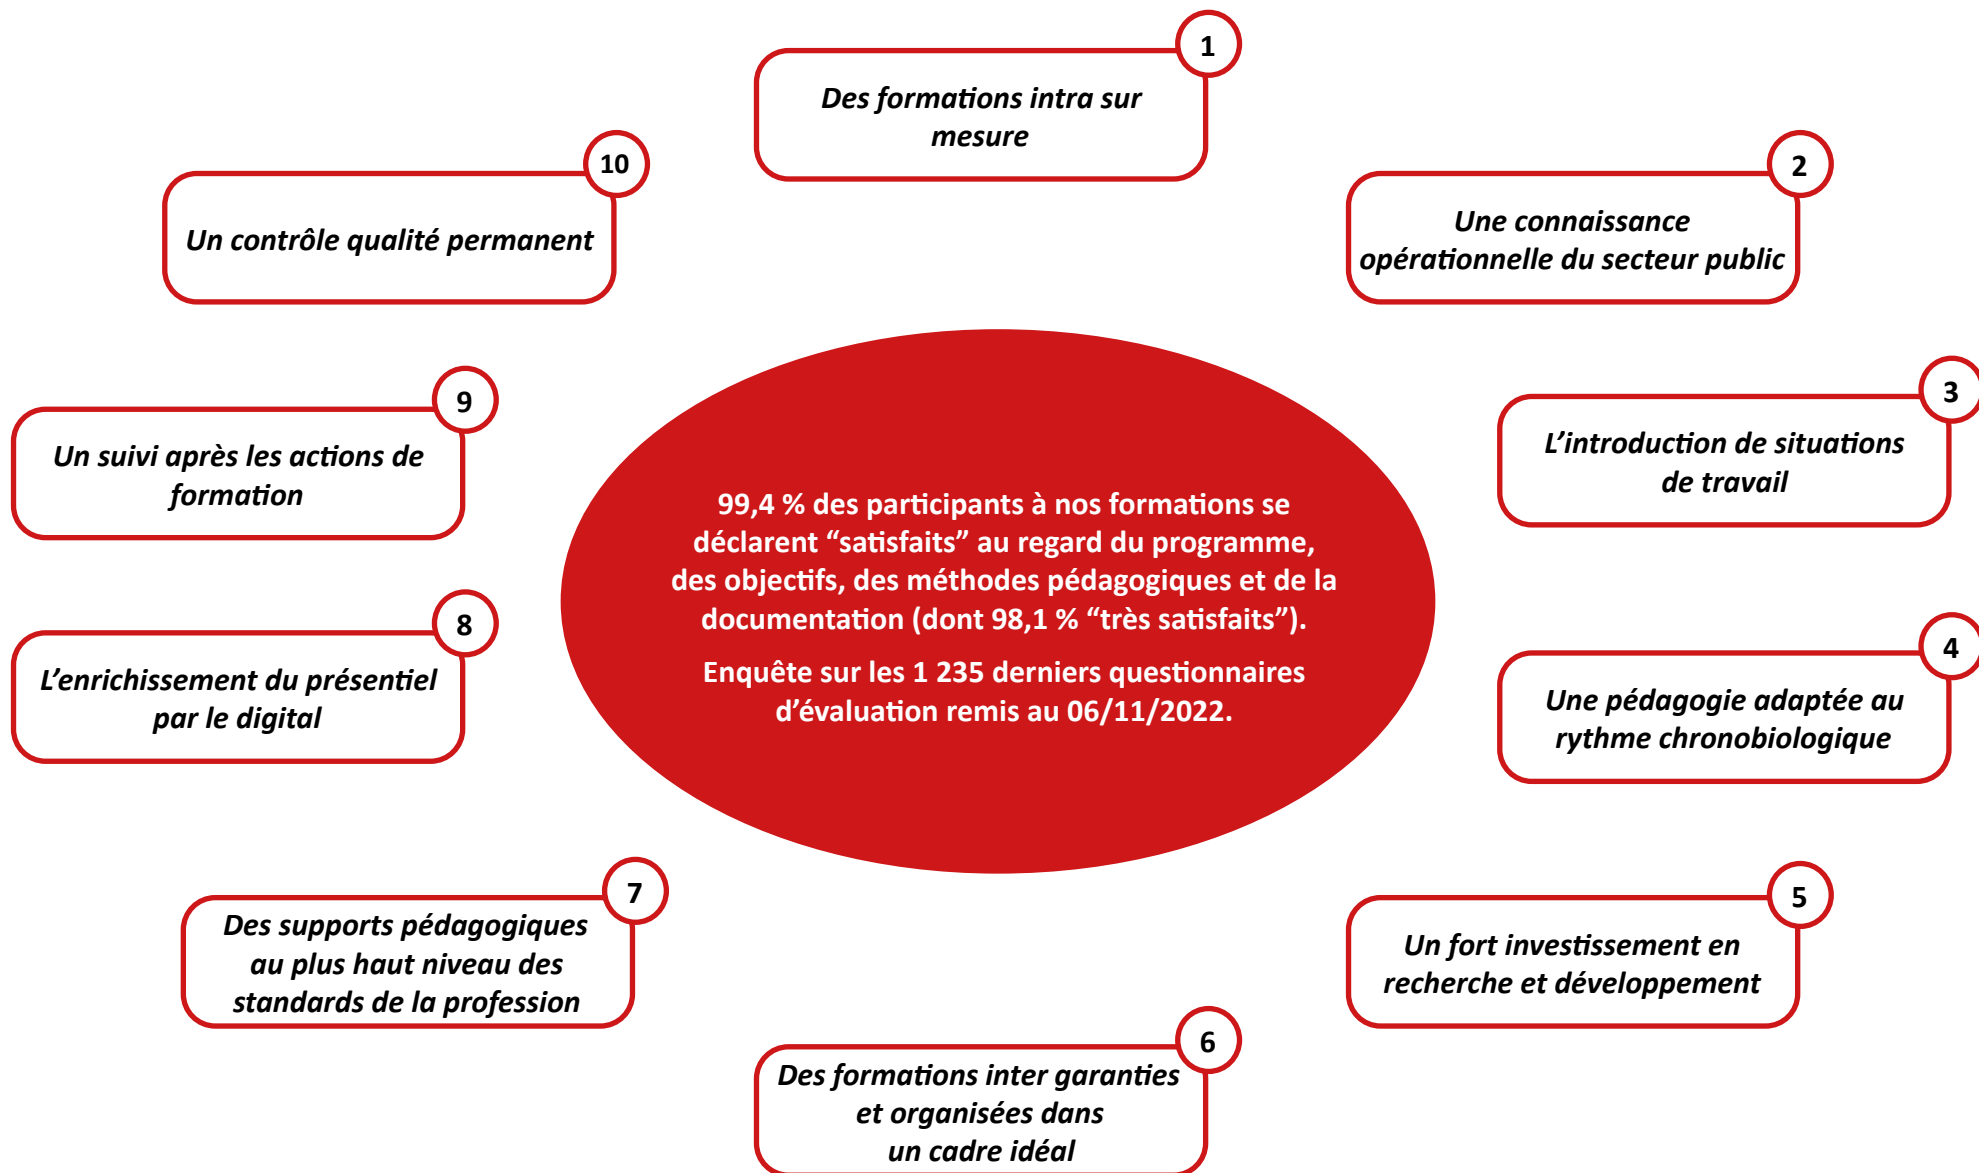 1
Des formations intra sur
mesure
2
Une connaissance
opérationnelle du secteur public
3
L’introduction de situations
de travail
4
Une pédagogie adaptée au
rythme chronobiologique
5
Un fort investissement en
recherche et développement
6
Des formations inter garanties
et organisées dans
un cadre idéal
7
Des supports pédagogiques
au plus haut niveau des
standards de la profession
8
L’enrichissement du présentiel
par le digital
9
Un suivi après les actions de
formation
10
Un contrôle qualité permanent
99,4 % des participants à nos formations se
déclarent “satisfaits” au regard du programme,
des objectifs, des méthodes pédagogiques et de la
documentation (dont 98,1 % “très satisfaits”).
Enquête sur les 1 235 derniers questionnaires
d’évaluation remis au 06/11/2022.